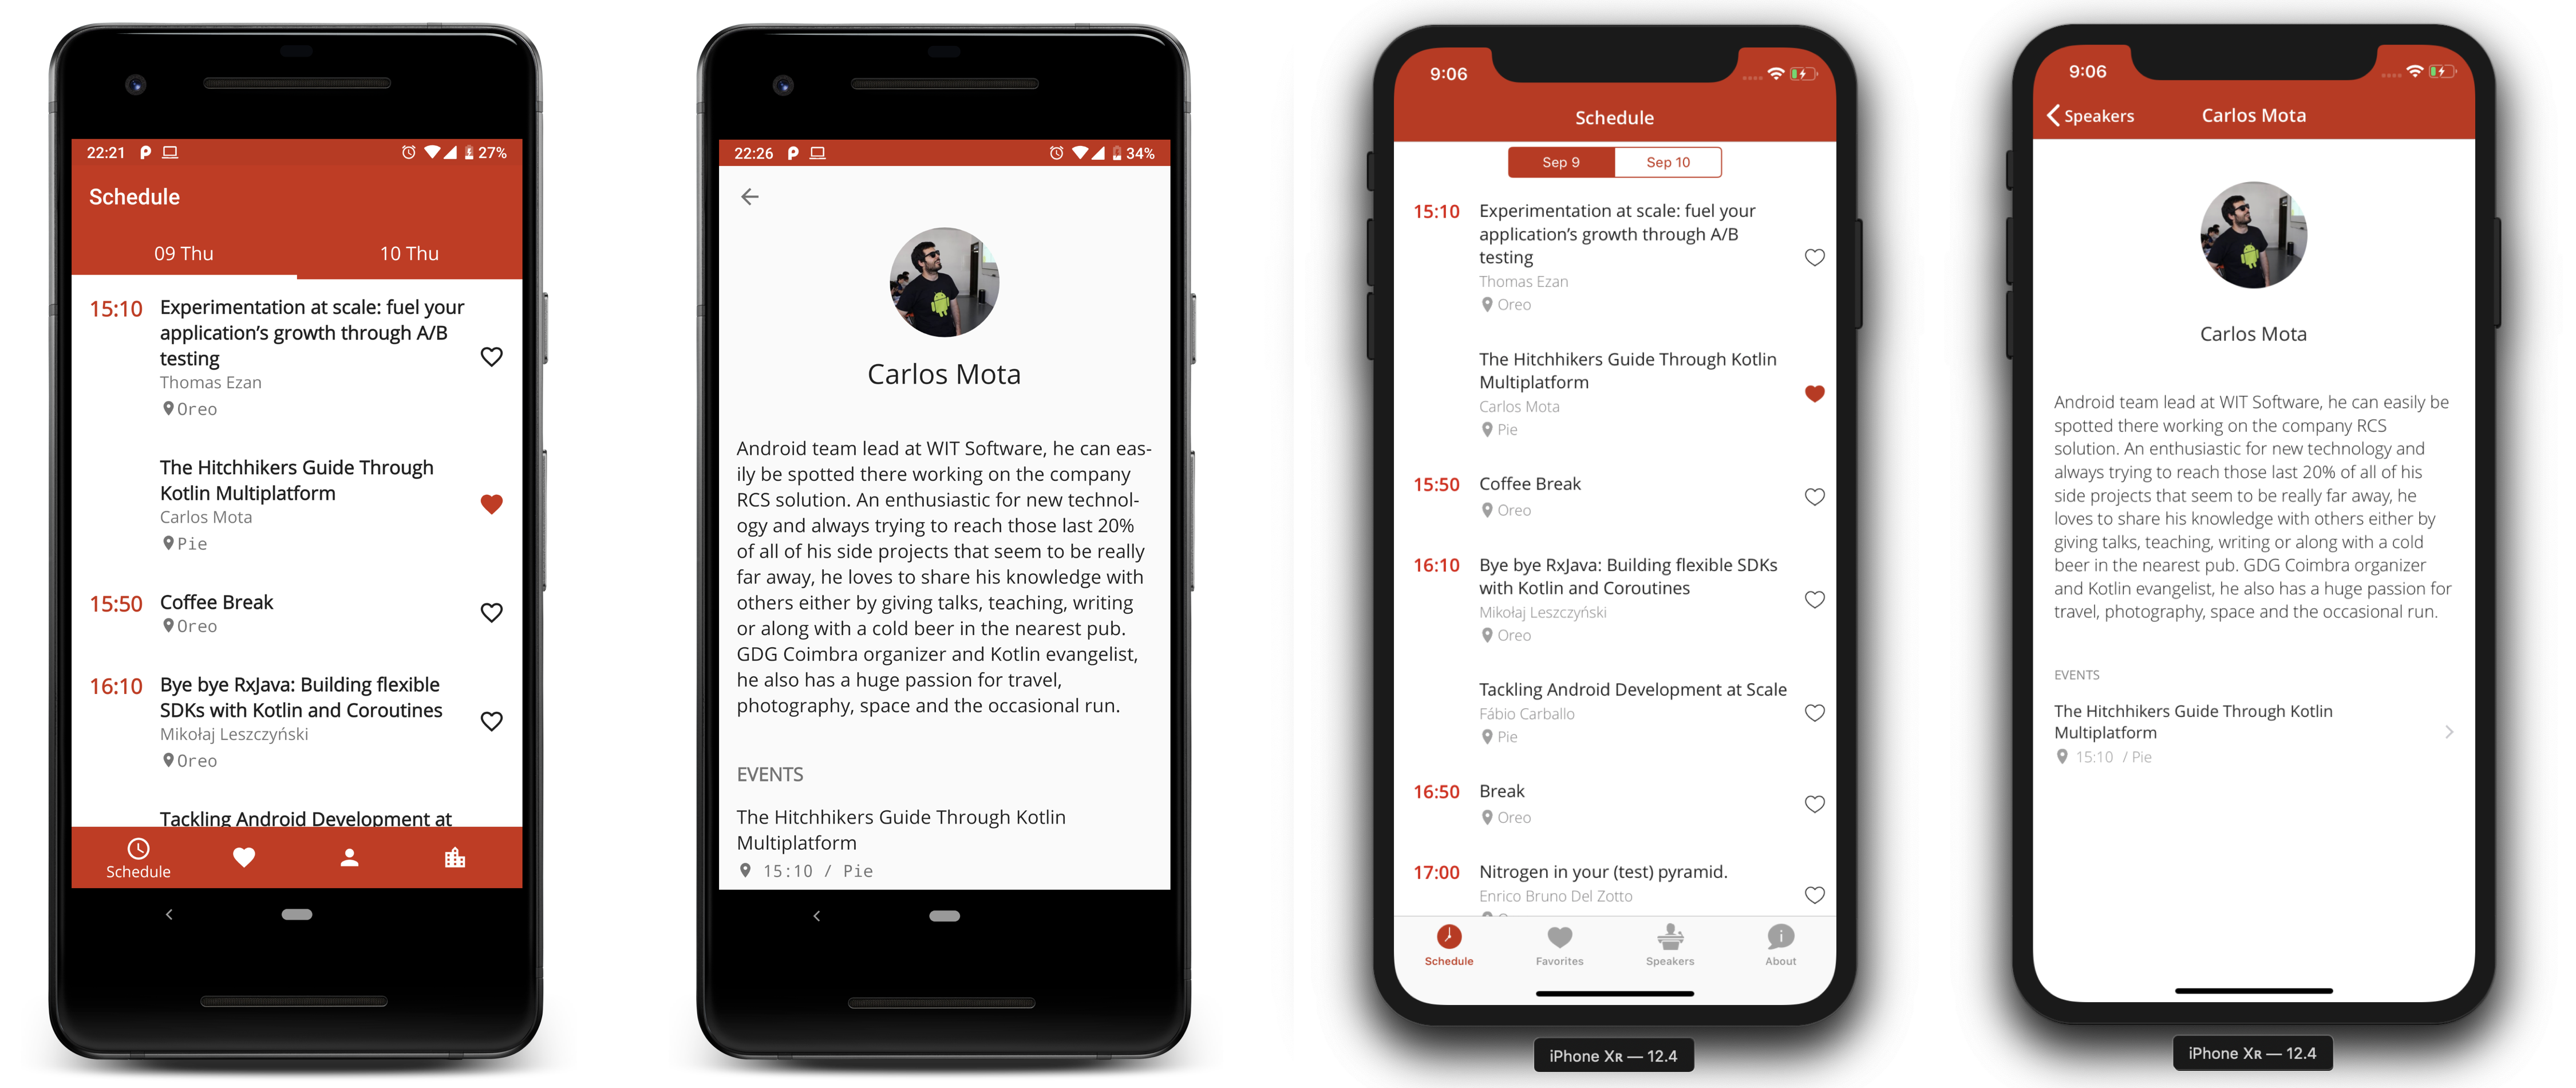 22:21 27%
Schedule
09 Thu 10 Thu
15:10 Experimentation at scale: fuel your
application’s growth through A/B
testing
Thomas Ezan
Oreo
The Hitchhikers Guide Through
Kotlin Multiplatform
Carlos Mota
Pie
15:50 Coffee Break
Oreo
16:10 Bye bye RxJava: Building flexible
SDKs with Kotlin and Coroutines
Mikołaj Leszczyński
Oreo
Tackling Android Development at
Schedule
22:26 34%
Carlos Mota
Android team lead at WIT Software, he can eas-
ily be spotted there working on the company
RCS solution. An enthusiastic for new technol-
ogy and always trying to reach those last 20%
of all of his side projects that seem to be really
far away, he loves to share his knowledge with
others either by giving talks, teaching, writing
or along with a cold beer in the nearest pub.
GDG Coimbra organizer and Kotlin evangelist,
he also has a huge passion for travel,
photography, space and the occasional run.
EVENTS
The Hitchhikers Guide Through Kotlin
Multiplatform
15:10 / Pie
9:06
Schedule
Sep 9 Sep 10
15:10 Experimentation at scale: fuel your
application’s growth through A/B
testing
Thomas Ezan
Oreo
The Hitchhikers Guide Through Kotlin
Multiplatform
Carlos Mota
Pie
15:50 Coffee Break
Oreo
16:10 Bye bye RxJava: Building flexible SDKs
with Kotlin and Coroutines
Mikołaj Leszczyński
Oreo
Tackling Android Development at Scale
Fábio Carballo
Pie
16:50 Break
Oreo
17:00 Nitrogen in your (test) pyramid.
Enrico Bruno Del Zotto
Schedule Favorites Speakers About
iPhone Xʀ — 12.4
9:06
Speakers Carlos Mota
Carlos Mota
Android team lead at WIT Software, he can easily be
spotted there working on the company RCS
solution. An enthusiastic for new technology and
always trying to reach those last 20% of all of his
side projects that seem to be really far away, he
loves to share his knowledge with others either by
giving talks, teaching, writing or along with a cold
beer in the nearest pub. GDG Coimbra organizer
and Kotlin evangelist, he also has a huge passion for
travel, photography, space and the occasional run.
EVENTS
The Hitchhikers Guide Through Kotlin
Multiplatform
15:10 / Pie
iPhone Xʀ — 12.4